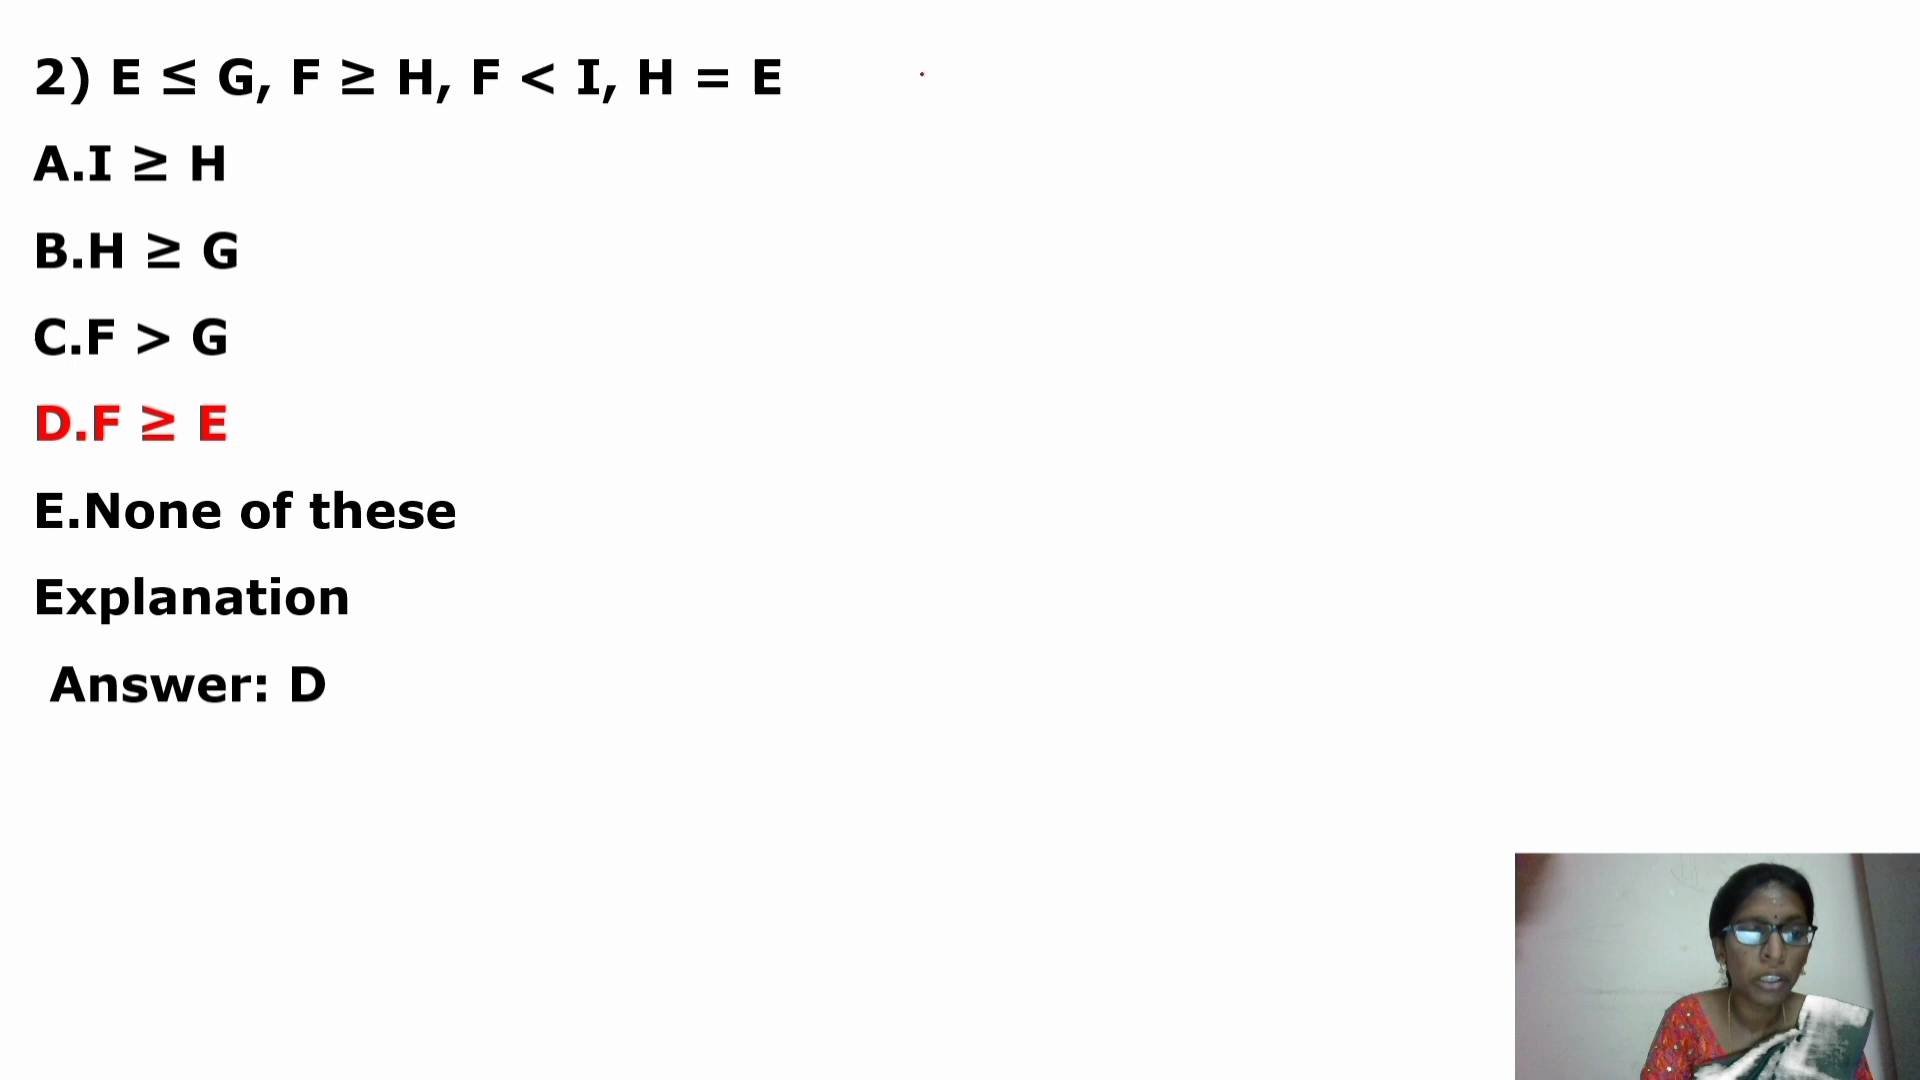 2) E ≤ G, F ≥ H, F < I, H = E
A.I ≥ H
B.H ≥ G
C.F > G
D.F ≥ E
E.None of these
Explanation
Answer: D